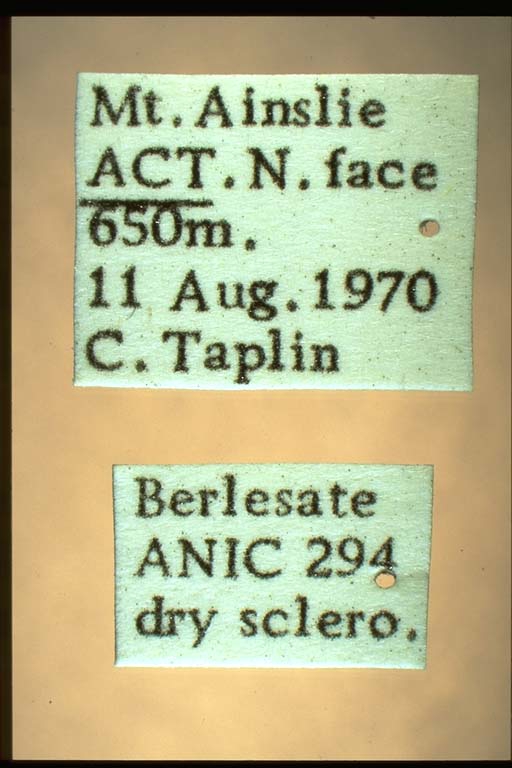 Mt. Ainslie
ACT. N. face
650m.
11 Aug. 1970
C. Taplin
Berlesate
ANIC 294
dry sclero.